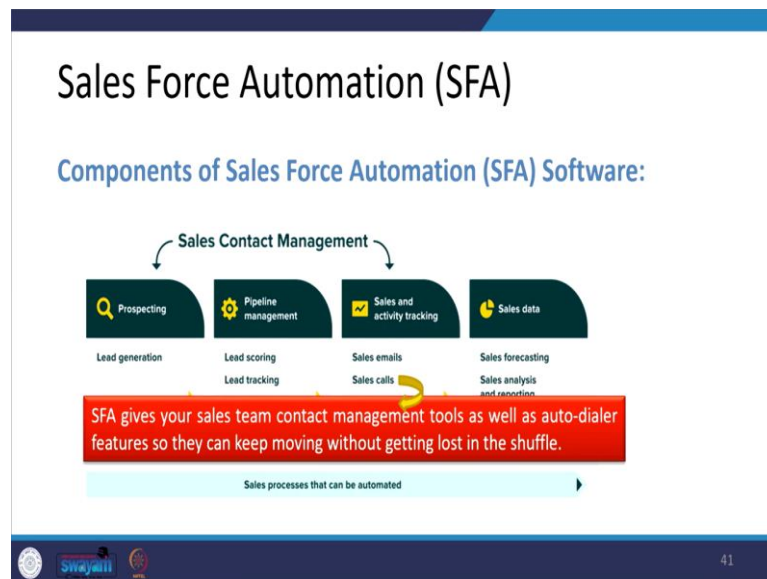 Sales Force Automation (SFA)
Components of Sales Force Automation (SFA) Software:
Sales Contact Management
Prospecting
Pipeline
management
Sales and
activity tracking
Sales data
Lead generation
Lead scoring
Lead tracking
Sales emails
Sales calls
Sales forecasting
Sales analysis
and reporting
SFA gives your sales team contact management tools as well as auto-dialer
features so they can keep moving without getting lost in the shuffle.
Sales processes that can be automated
swayam
41